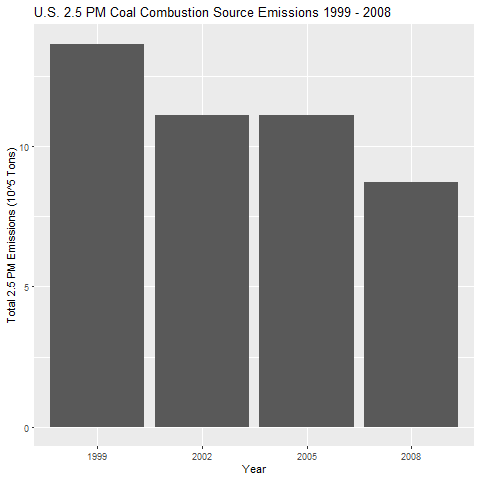 U.S. 2.5 PM Coal Combustion Source Emissions 1999 - 2008
Total 2.5 PM Emissions (10^5 Tons)
10
5
0
1999 2002 2005 2008
Year